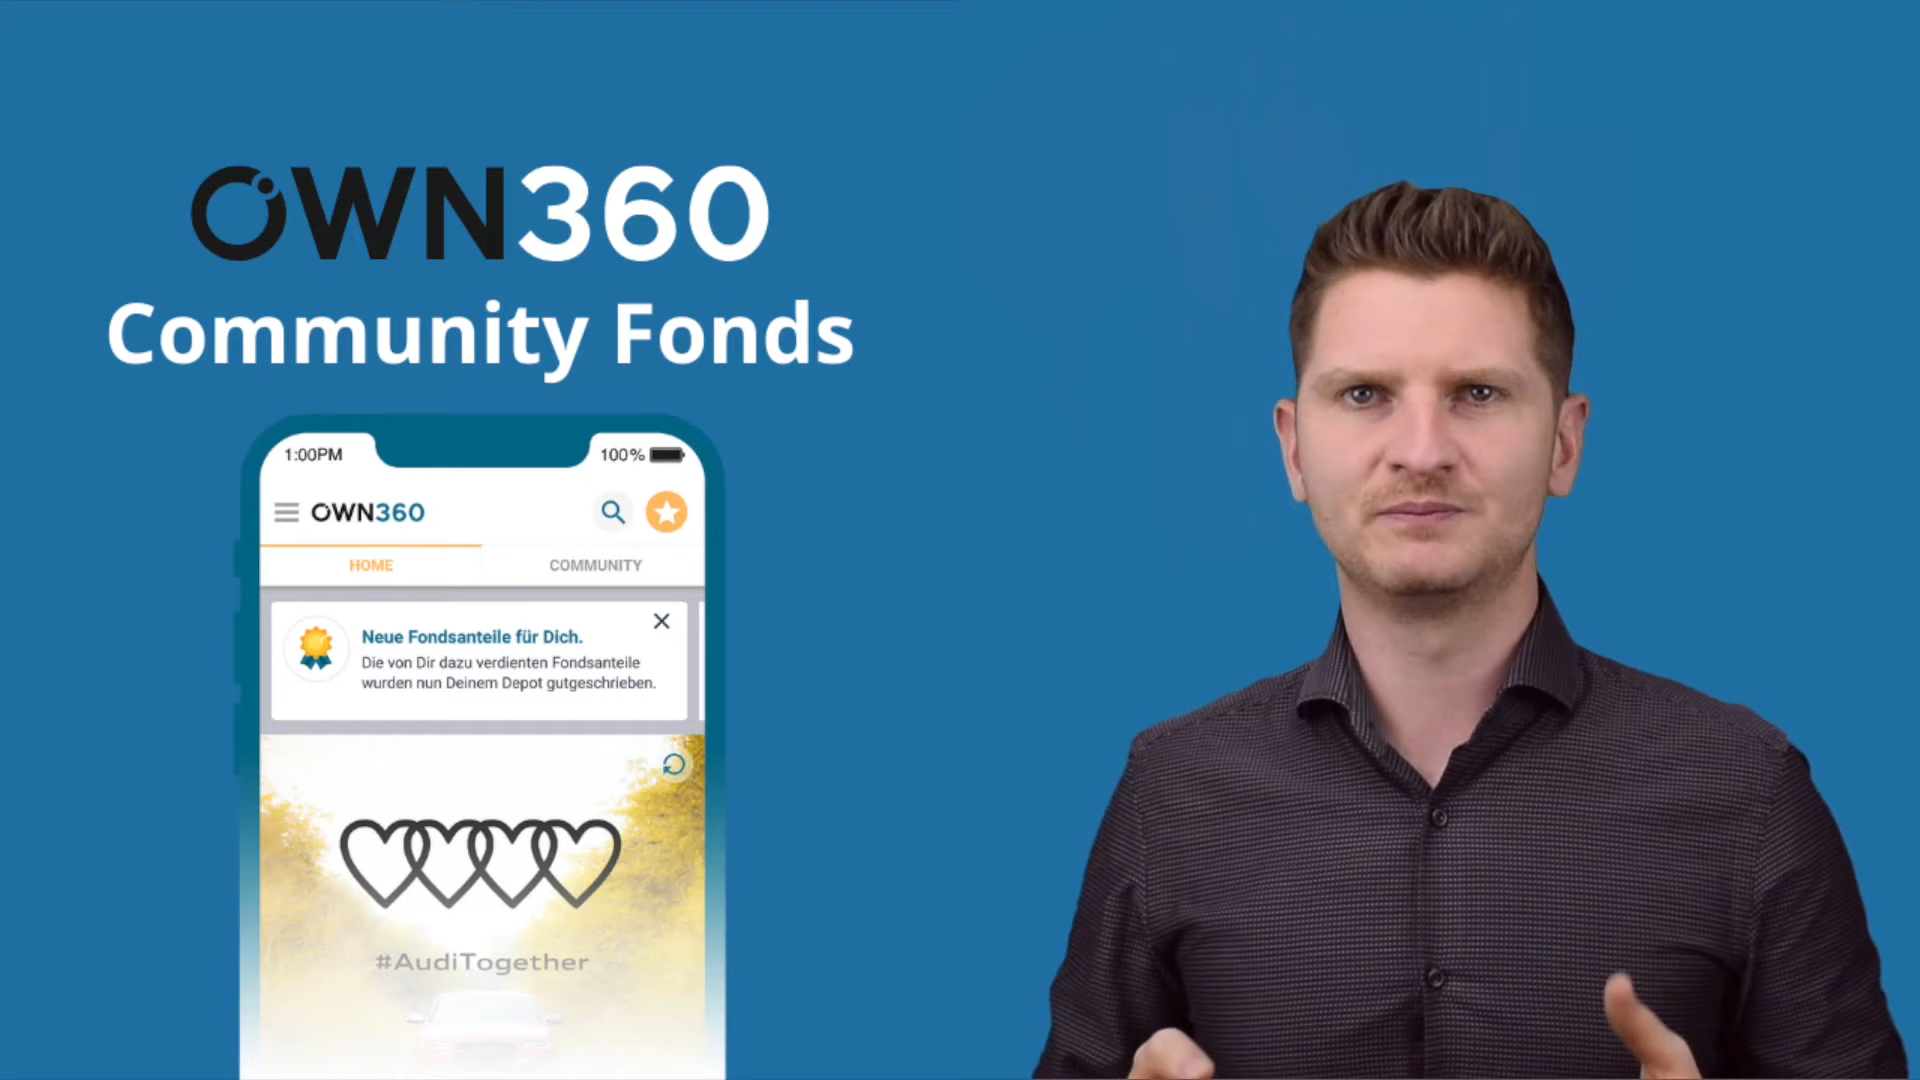 OWN360
Community Fonds
1:00PM
100%
OWN360
HOME
COMMUNITY
Neue Fondsanteile für Dich.
Die von Dir dazu verdienten Fondsanteile
wurden nun Deinem Depot gutgeschrieben.
#AudiTogether